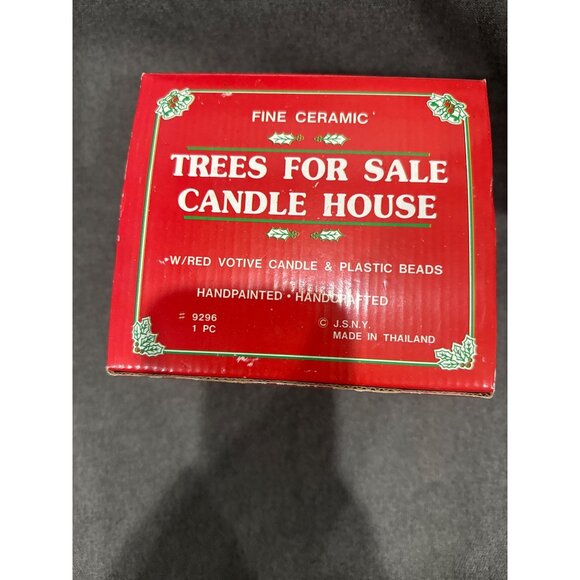 FINE CERAMIC
TREES FOR SALE
CANDLE HOUSE
W/RED VOTIVE CANDLE & PLASTIC BEADS
HANDPAINTED • HANDCRAFTED
# 9296
1 PC
© J.S.N.Y.
MADE IN THAILAND